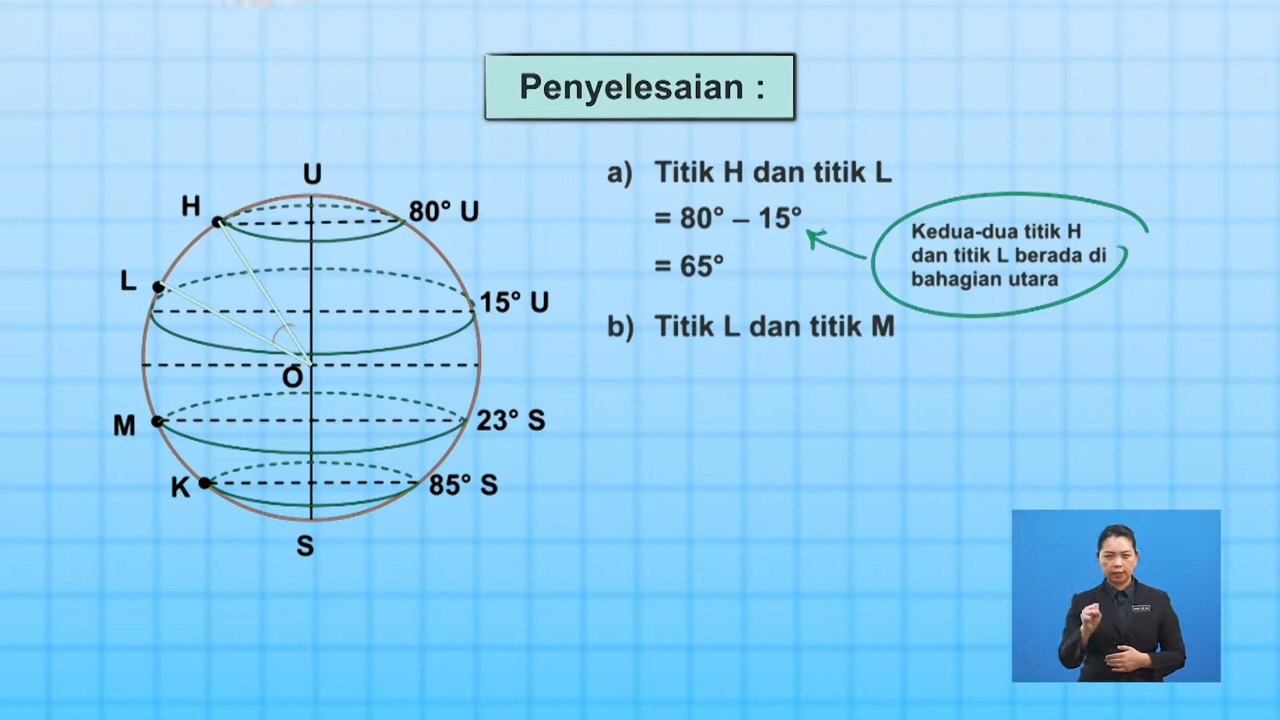 Penyelesaian :
U
H
80° U
L
15° U
O
M
23° S
K
85° S
S
a) Titik H dan titik L
= 80° – 15°
= 65°
Kedua-dua titik H
dan titik L berada di
bahagian utara
b) Titik L dan titik M